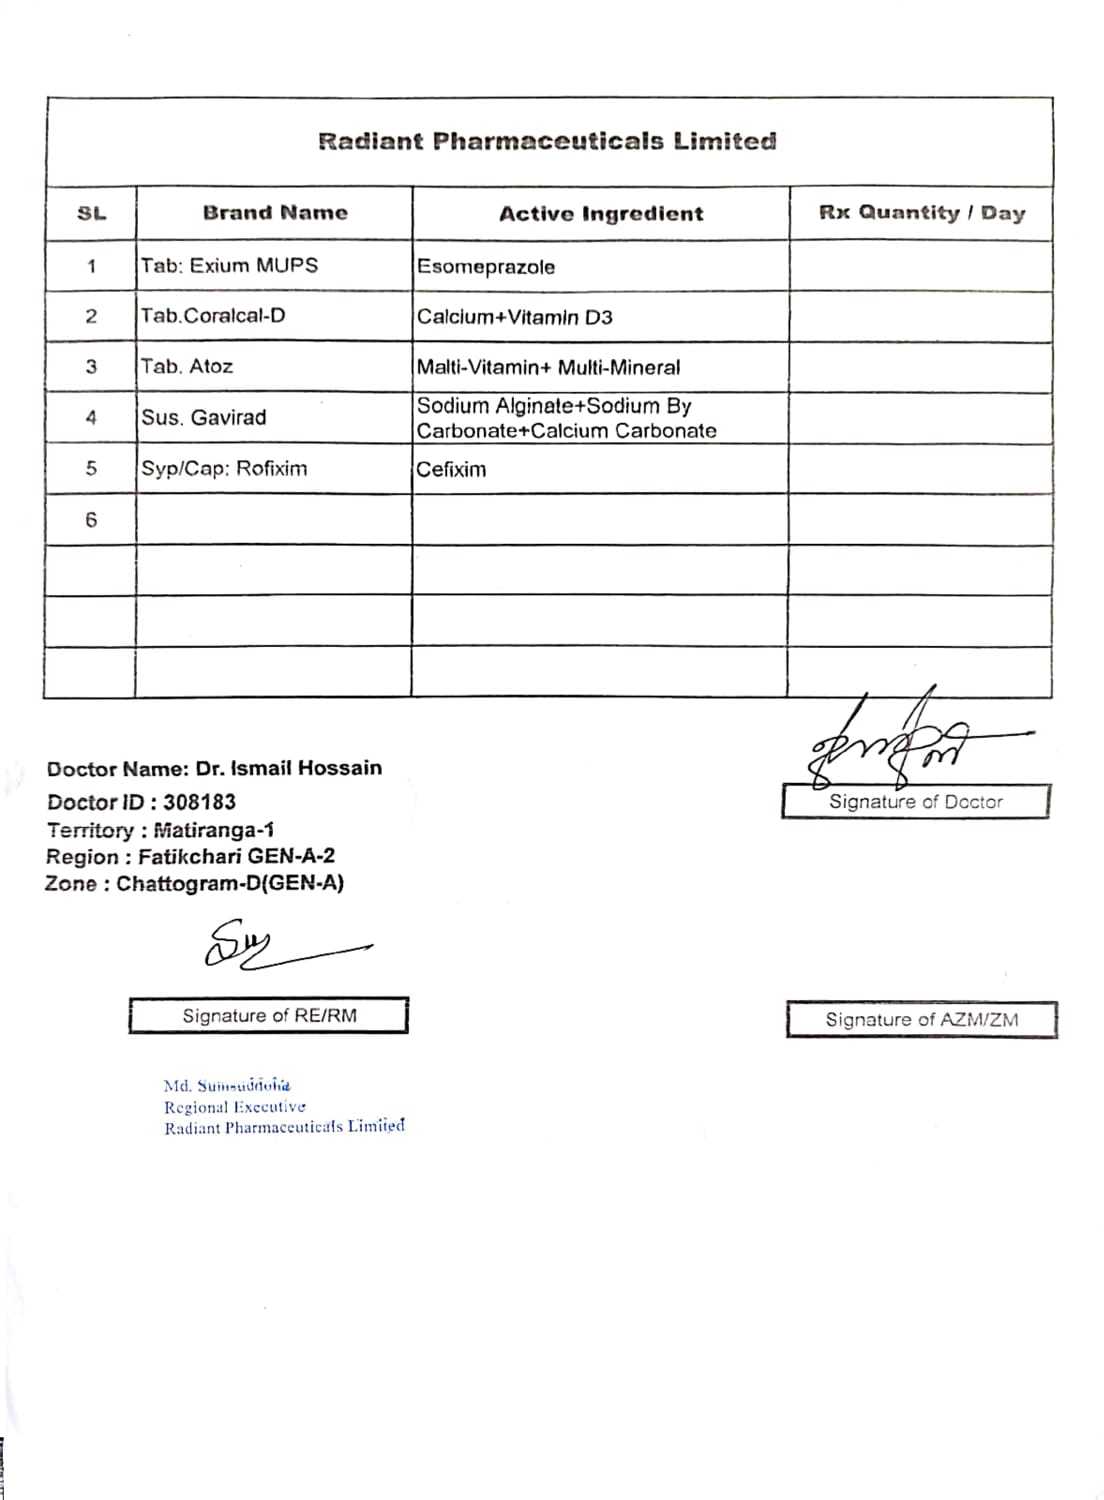 Radiant Pharmaceuticals Limited
SL Brand Name Active Ingredient Rx Quantity / Day
1 Tab: Exium MUPS Esomeprazole
2 Tab.Coralcal-D Calcium+Vitamin D3
3 Tab. Atoz Malti-Vitamin+ Multi-Mineral
4 Sus. Gavirad Sodium Alginate+Sodium By
Carbonate+Calcium Carbonate
5 Syp/Cap: Rofixim Cefixim
6
Doctor Name: Dr. Ismail Hossain
Doctor ID : 308183
Territory : Matiranga-1
Region : Fatikchari GEN-A-2
Zone : Chattogram-D(GEN-A)
Signature of Doctor
Signature of RE/RM
Signature of AZM/ZM
Md.
Regional Executive
Radiant Pharmaceuticals Limited